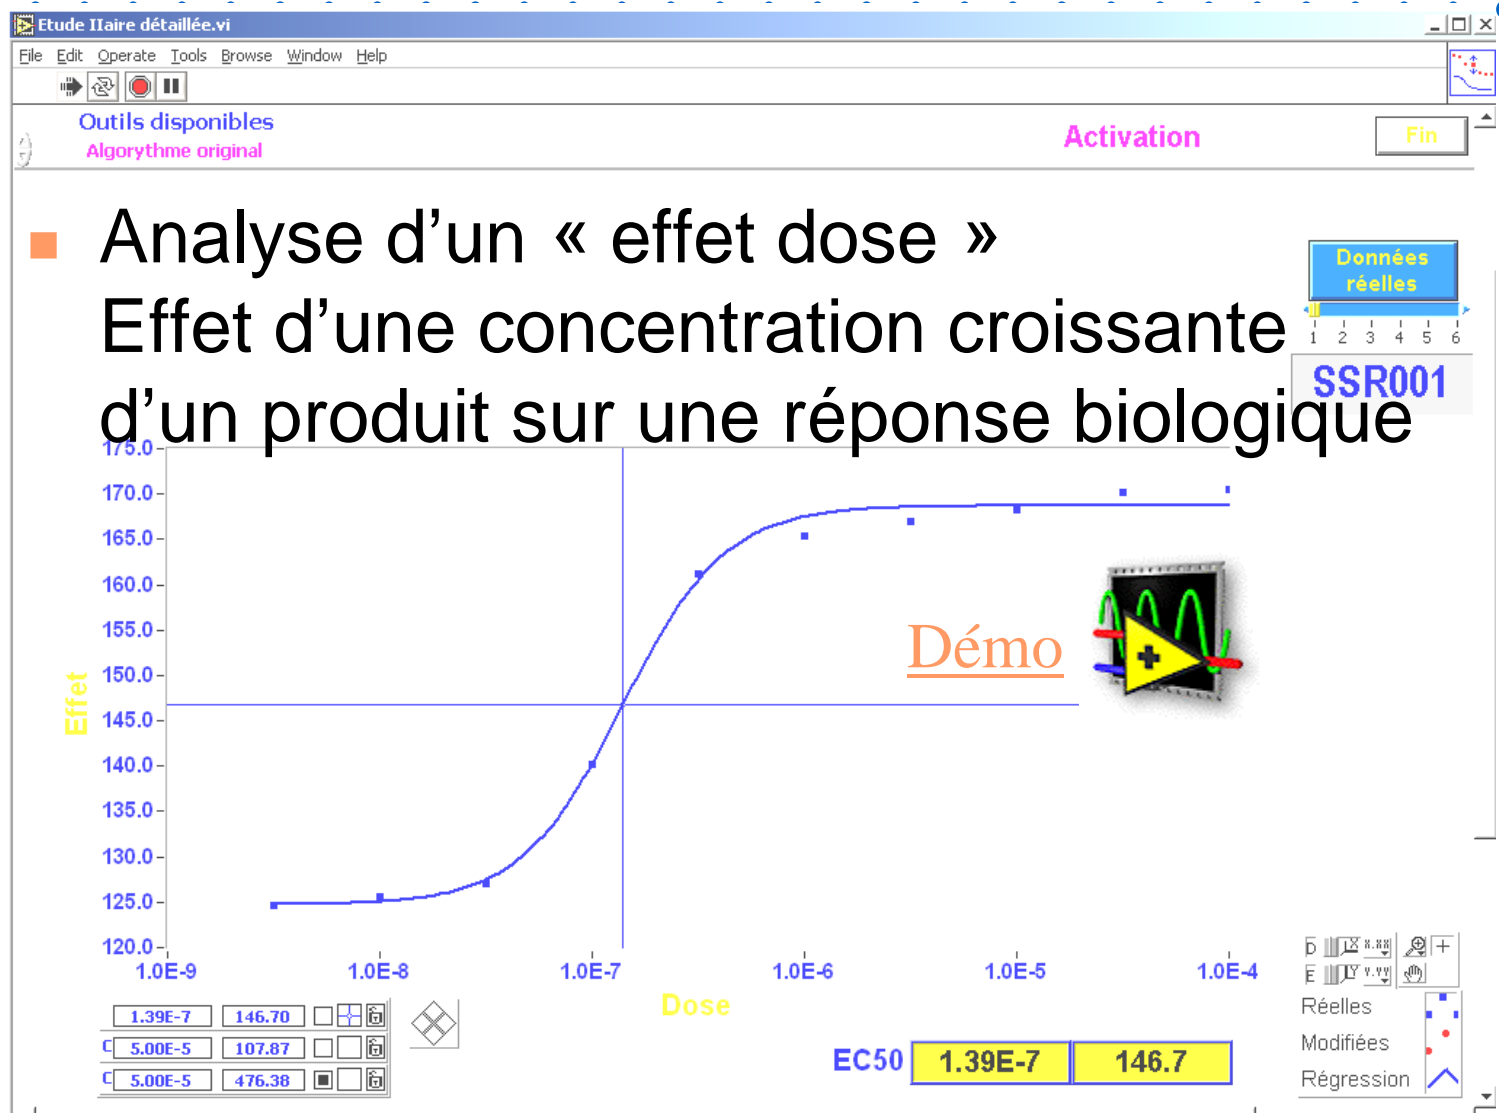 Etude IIaire détaillée.vi
File Edit Operate Tools Browse Window Help
Outils disponibles
Algorythme original
Activation
Fin
Analyse d'un « effet dose »
Effet d'une concentration croissante
d'un produit sur une réponse biologique
Données
réelles
1 2 3 4 5 6
SSR001
175.0
170.0
165.0
160.0
155.0
150.0
145.0
140.0
135.0
130.0
125.0
120.0
Effet
Démo
1.0E-9 1.0E-8 1.0E-7 1.0E-6 1.0E-5 1.0E-4
Dose
1.39E-7 146.70
C 5.00E-5 107.87
C 5.00E-5 476.38
EC50 1.39E-7 146.7
D X X.XX
E Y Y.YY
Réelles
Modifiées
Régression